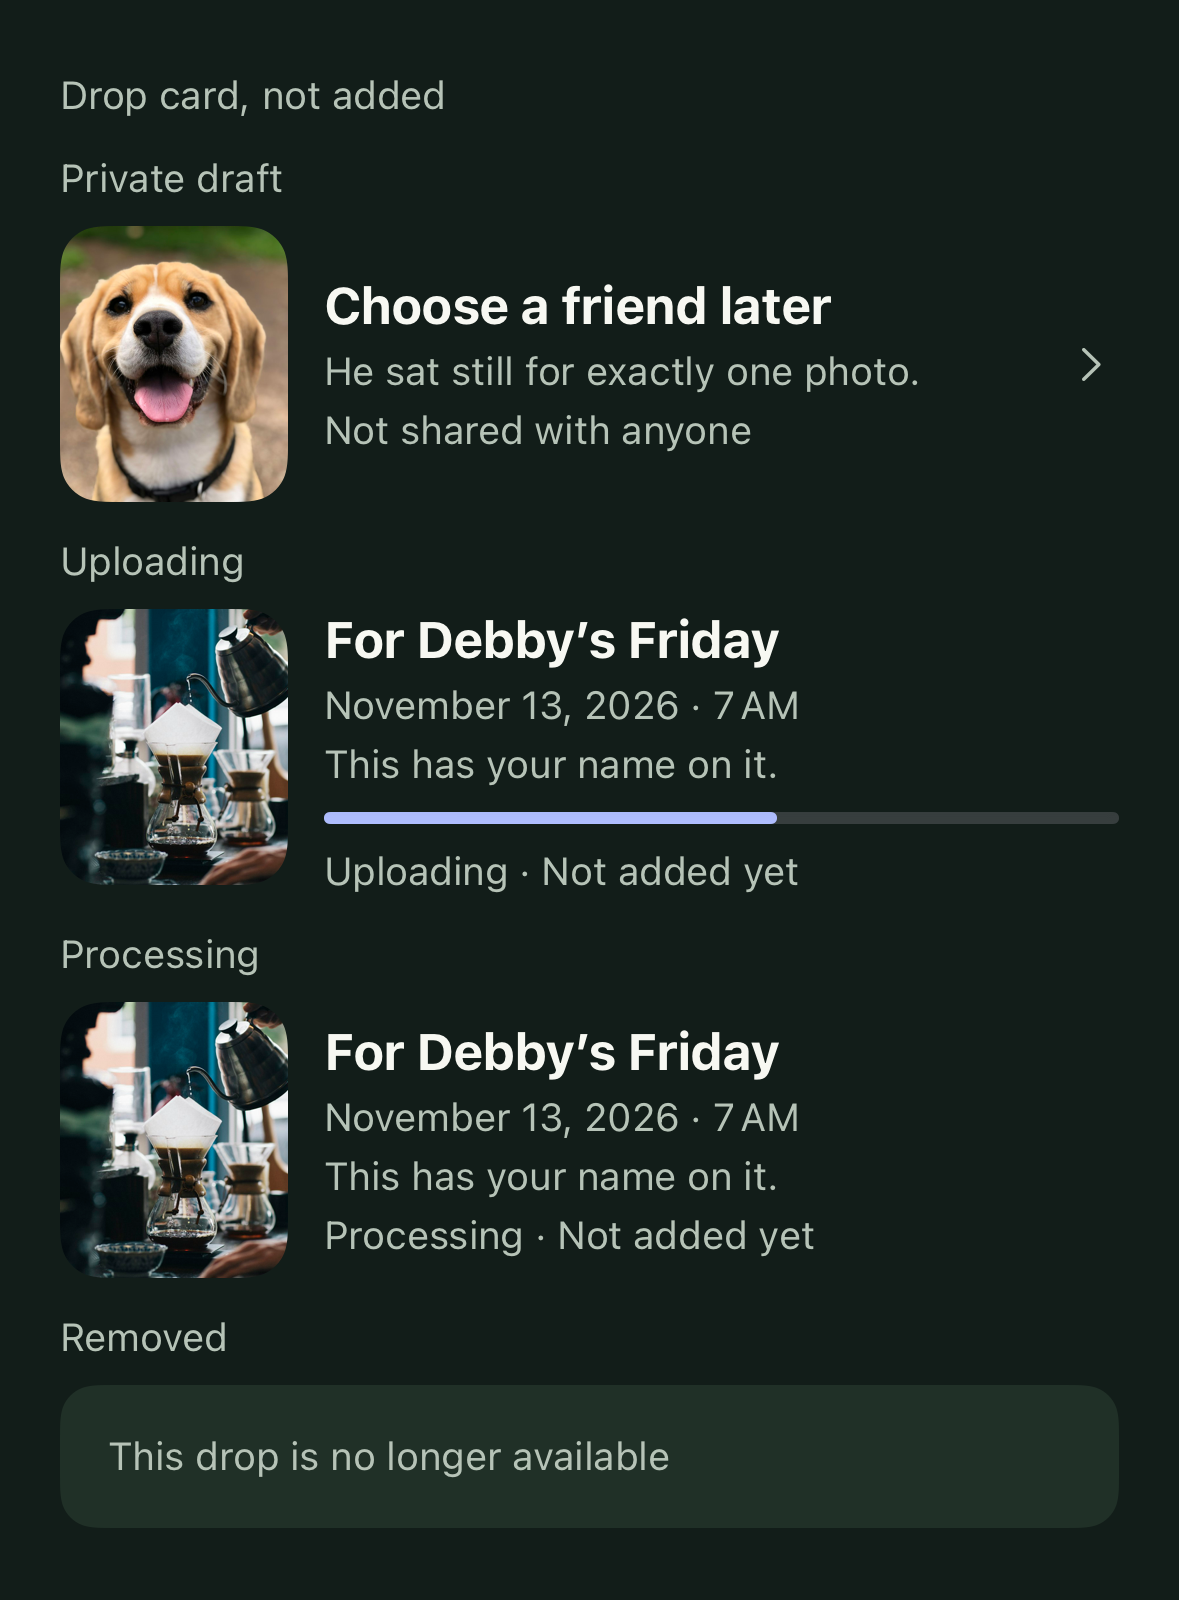 Drop card, not added
Private draft
Choose a friend later
He sat still for exactly one photo.
Not shared with anyone
Uploading
For Debby’s Friday
November 13, 2026 · 7 AM
This has your name on it.
Uploading · Not added yet
Processing
For Debby’s Friday
November 13, 2026 · 7 AM
This has your name on it.
Processing · Not added yet
Removed
This drop is no longer available